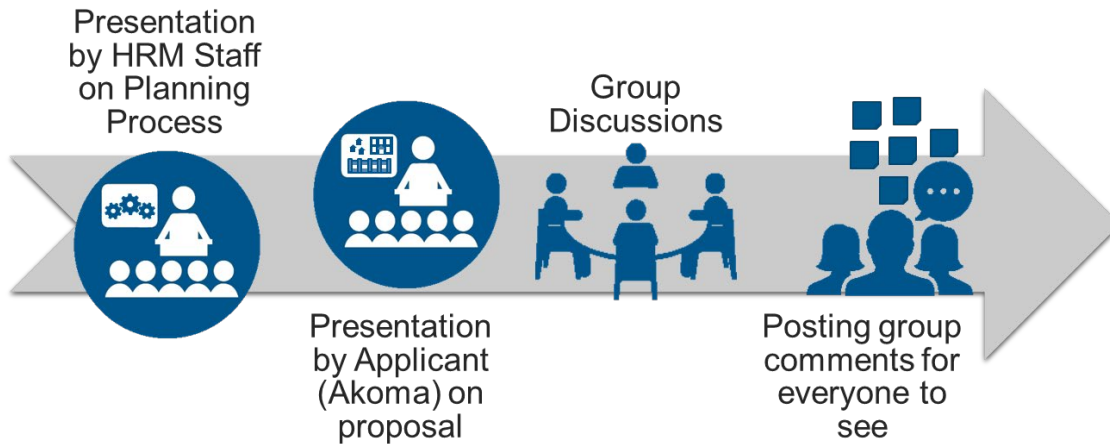 Presentation
by HRM Staff
on Planning
Process
Presentation
by Applicant
(Akoma) on
proposal
Group
Discussions
Posting group
comments for
everyone to
see